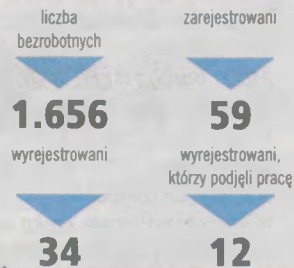 liczba
bezrobotnych
1.656
zarejestrowani
59
wyrejestrowani
34
wyrejestrowani,
którzy podjęli pracę
12